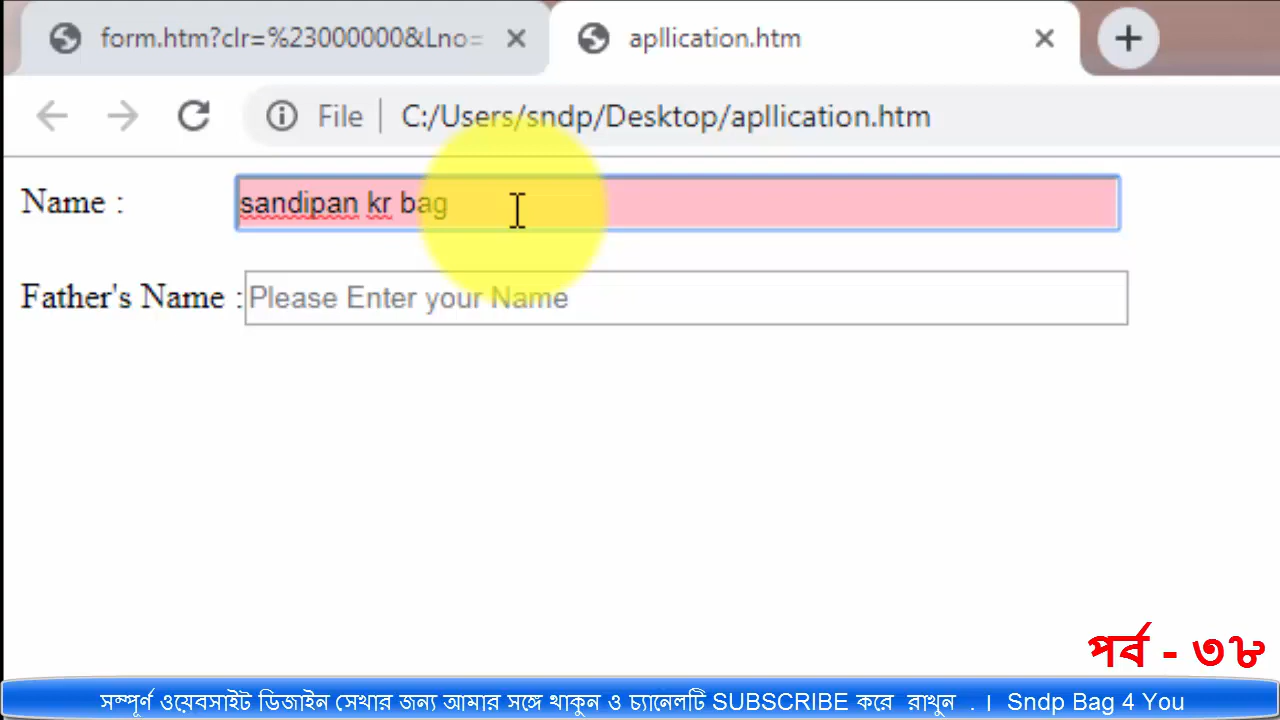 form.htm?clr=%23000000&Lno=
apllication.htm
File
C:/Users/sndp/Desktop/apllication.htm
Name : sandipan kr bag
Father's Name : Please Enter your Name
পর্ব - ৩৮
সম্পূর্ণ ওয়েবসাইট ডিজাইন সেখার জন্য আমার সঙ্গে থাকুন ও চ্যানেলটি SUBSCRIBE করে রাখুন . । Sndp Bag 4 You